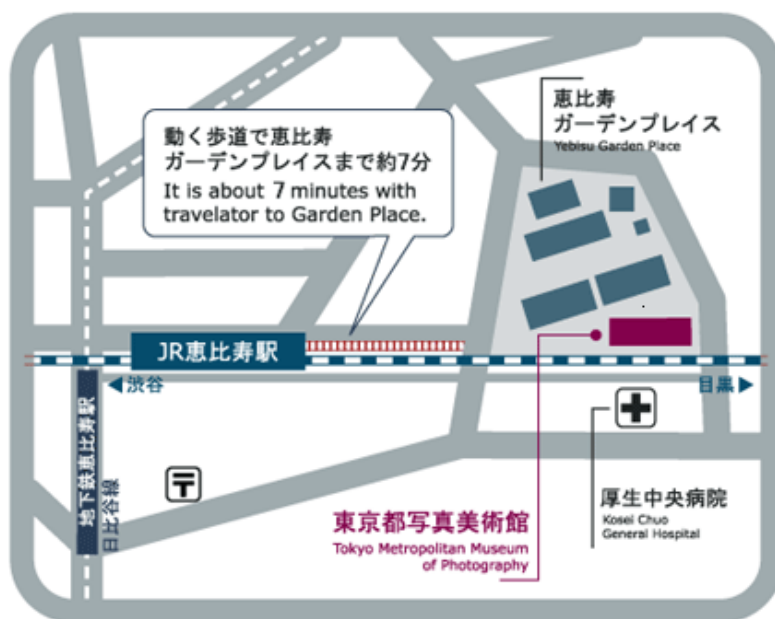 恵比寿
ガーデンプレイス
Yebisu Garden Place
動く歩道で恵比寿
ガーデンプレイスまで約7分
It is about 7 minutes with
travelator to Garden Place.
JR恵比寿駅
渋谷
目黒
地下鉄恵比寿駅
日比谷線
〒
東京都写真美術館
Tokyo Metropolitan Museum
of Photography
厚生中央病院
Kosei Chuo
General Hospital